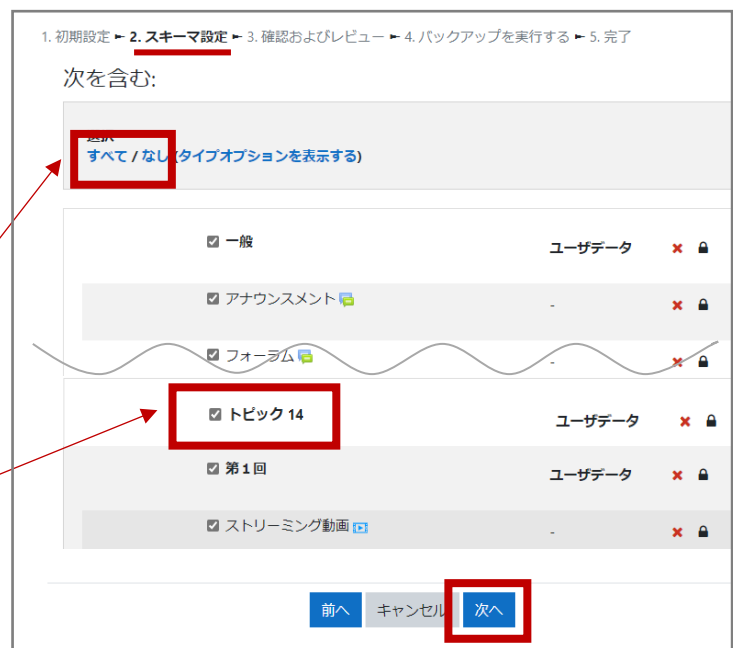 1. 初期設定 ► 2. スキーマ設定 ► 3. 確認およびレビュー ► 4. バックアップを実行する ► 5. 完了
次を含む:
選択
すべて / なし (タイプオプションを表示する)
一般 ユーザデータ
アナウンスメント -
フォーラム -
トピック 14 ユーザデータ
第1回 ユーザデータ
ストリーミング動画 -
前へ キャンセル 次へ